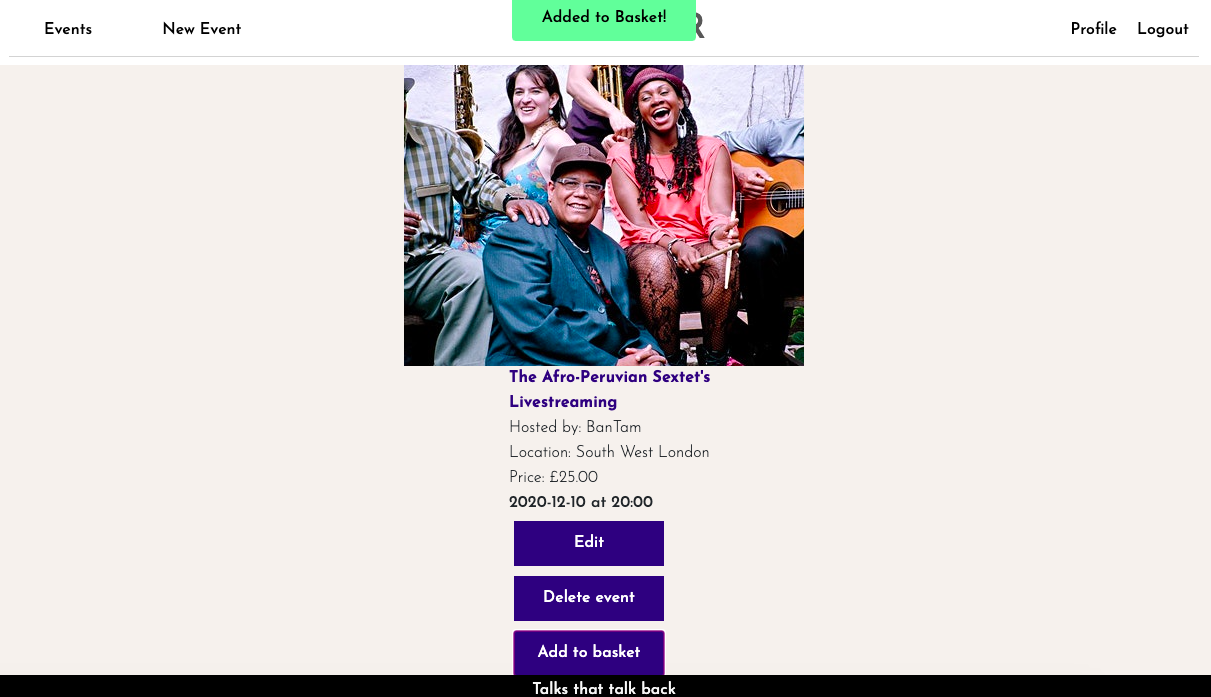 Events
New Event
Added to Basket!
Profile
Logout
The Afro-Peruvian Sextet's
Livestreaming
Hosted by: BanTam
Location: South West London
Price: £25.00
2020-12-10 at 20:00
Edit
Delete event
Add to basket
Talks that talk back